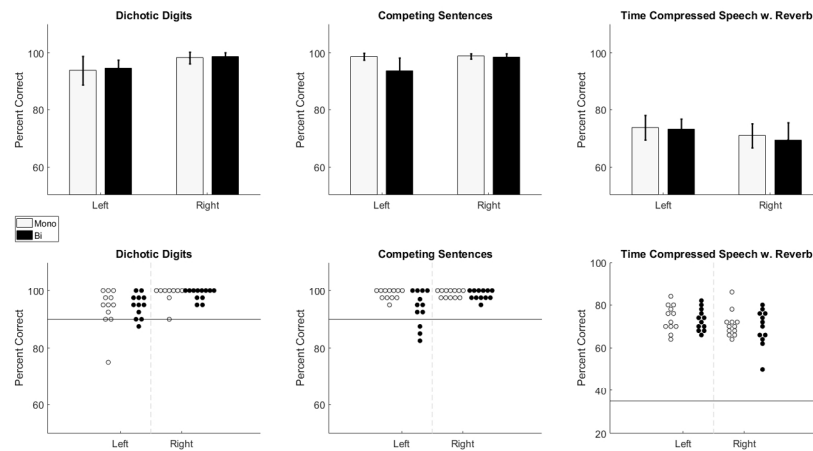 Dichotic Digits
Competing Sentences
Time Compressed Speech w. Reverb
Percent Correct
100
80
60
Left
Right
Percent Correct
100
80
60
Left
Right
Percent Correct
100
80
60
Left
Right
Mono
Bi
Dichotic Digits
Competing Sentences
Time Compressed Speech w. Reverb
Percent Correct
100
80
60
Left
Right
Percent Correct
100
80
60
Left
Right
Percent Correct
100
80
60
40
20
Left
Right